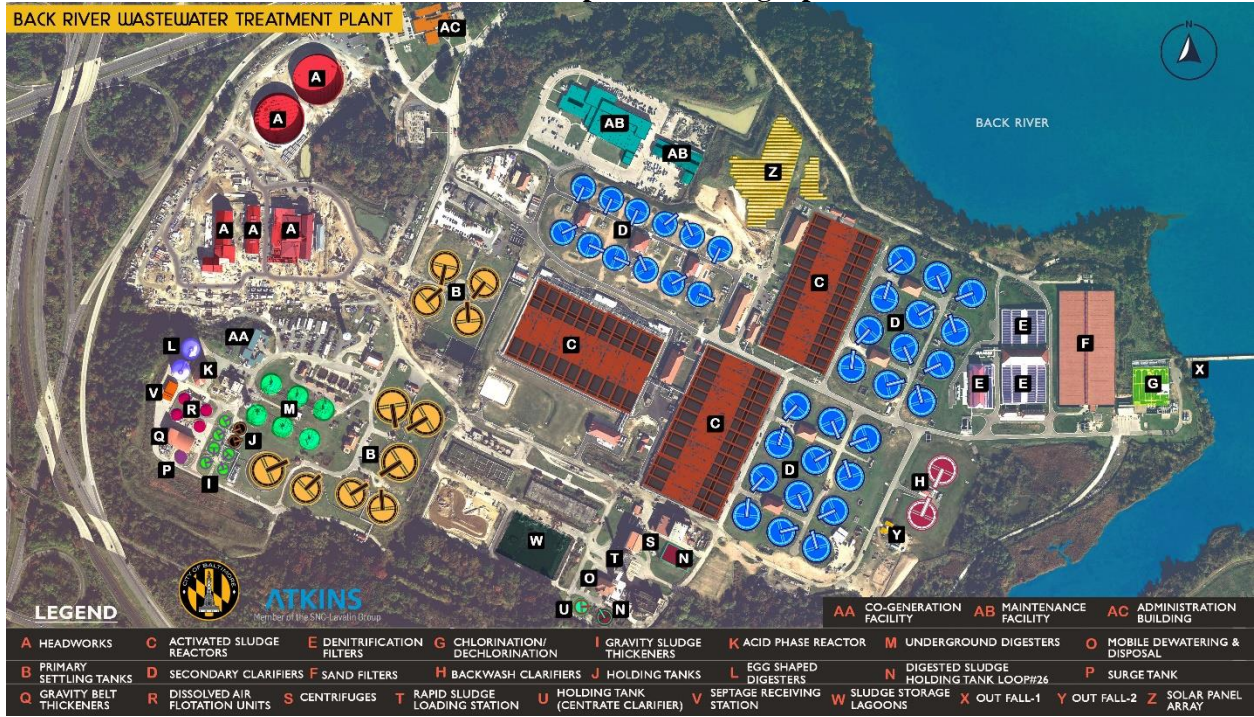 BACK RIVER WASTEWATER TREATMENT PLANT
AC
N
A
A
AB
AB
BACK RIVER
Z
D
A
A
A
C
B
D
E
F
AA
L
C
E
E
G
X
K
V
M
R
C
Q
J
B
D
P
I
H
Y
W
S
T
N
O
U
N
CITY OF BALTIMORE
ATKINS
Member of the SNC-Lavalin Group
LEGEND
AA CO-GENERATION FACILITY
AB MAINTENANCE FACILITY
AC ADMINISTRATION BUILDING
A HEADWORKS
C ACTIVATED SLUDGE REACTORS
E DENITRIFICATION FILTERS
G CHLORINATION/ DECHLORINATION
I GRAVITY SLUDGE THICKENERS
K ACID PHASE REACTOR
M UNDERGROUND DIGESTERS
O MOBILE DEWATERING & DISPOSAL
B PRIMARY SETTLING TANKS
D SECONDARY CLARIFIERS
F SAND FILTERS
H BACKWASH CLARIFIERS
J HOLDING TANKS
L EGG SHAPED DIGESTERS
N DIGESTED SLUDGE HOLDING TANK LOOP#26
P SURGE TANK
Q GRAVITY BELT THICKENERS
R DISSOLVED AIR FLOTATION UNITS
S CENTRIFUGES
T RAPID SLUDGE LOADING STATION
U HOLDING TANK (CENTRATE CLARIFIER)
V SEPTAGE RECEIVING STATION
W SLUDGE STORAGE LAGOONS
X OUT FALL-1
Y OUT FALL-2
Z SOLAR PANEL ARRAY